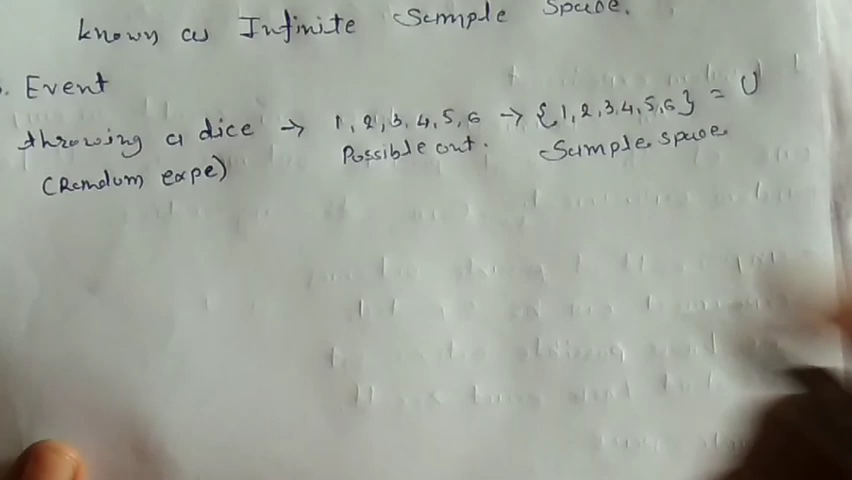 known as Infinite Sample Space.
. Event
throwing a dice → 1, 2, 3, 4, 5, 6 → {1, 2, 3, 4, 5, 6} = U
(Random expe) Possible out. Sample space